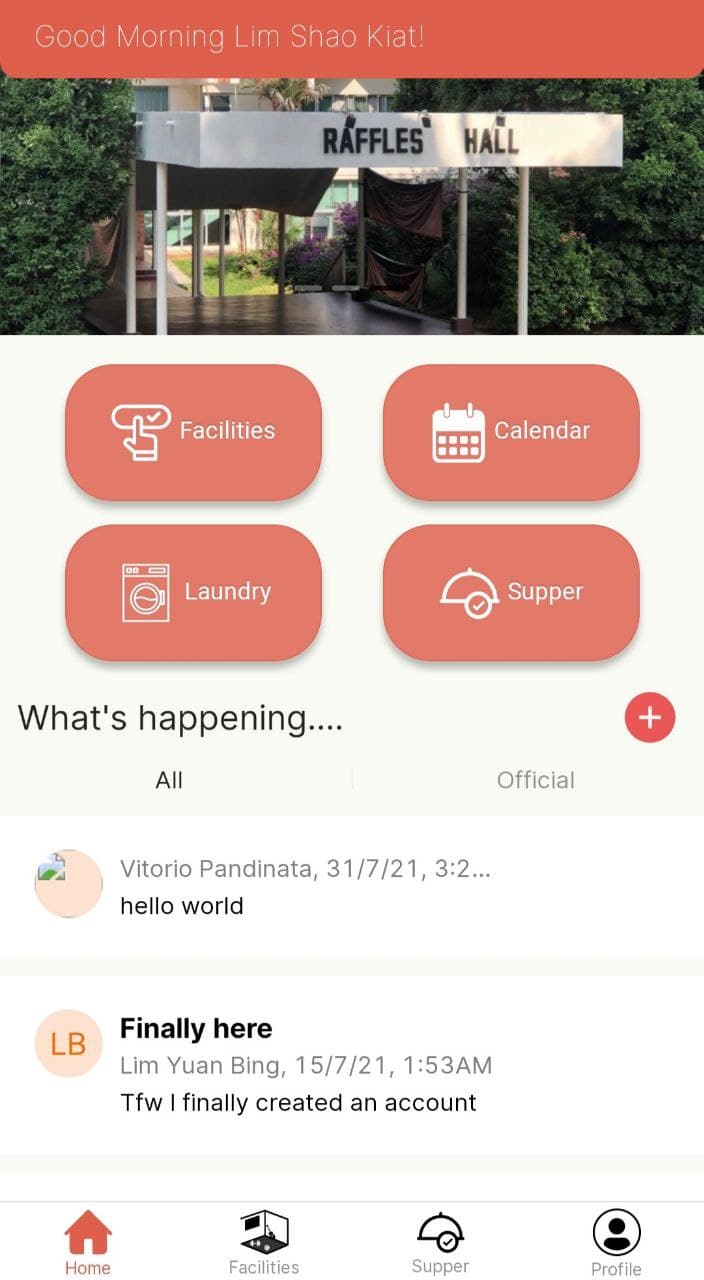 Good Morning Lim Shao Kiat!
RAFFLES HALL
Facilities
Calendar
Laundry
Supper
What's happening....
All
Official
Vitorio Pandinata, 31/7/21, 3:2...
hello world
LB
Finally here
Lim Yuan Bing, 15/7/21, 1:53AM
Tfw I finally created an account
Home
Facilities
Supper
Profile